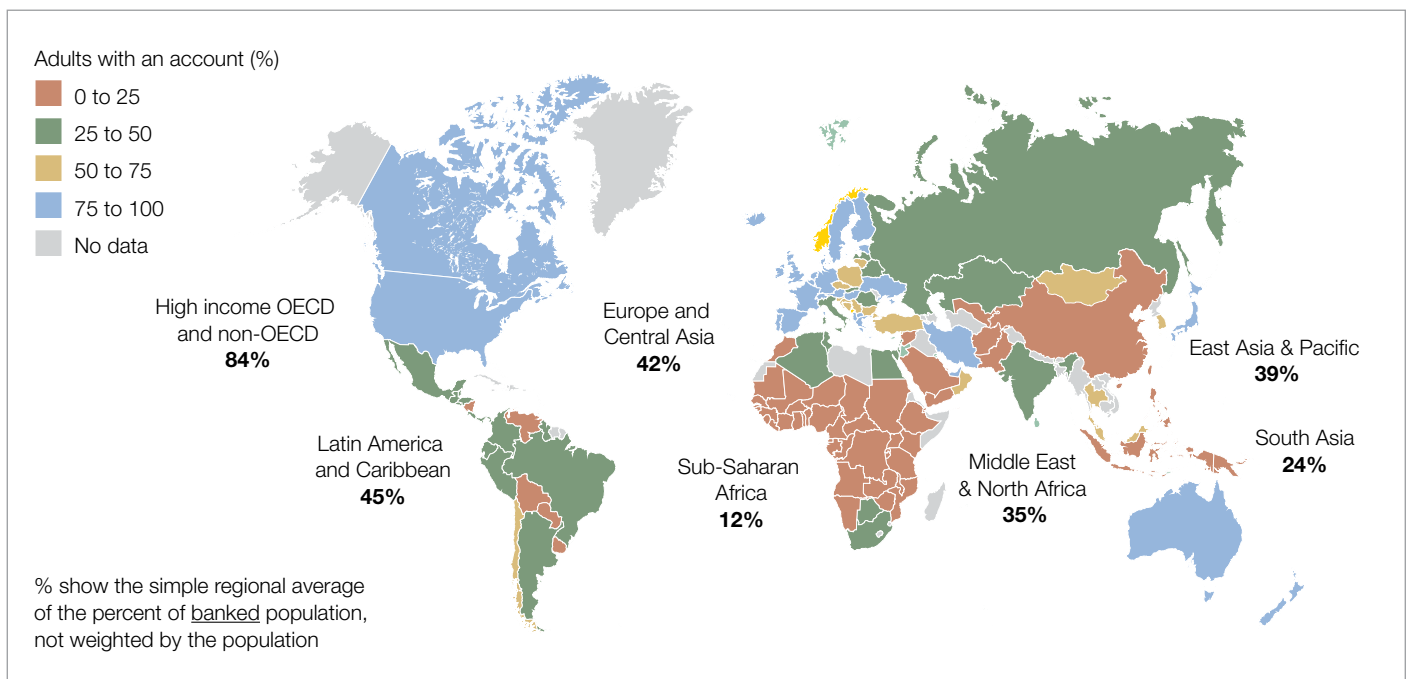 Adults with an account (%)
0 to 25
25 to 50
50 to 75
75 to 100
No data
High income OECD
and non-OECD
84%
Europe and
Central Asia
42%
East Asia & Pacific
39%
Latin America
and Caribbean
45%
Sub-Saharan
Africa
12%
Middle East
& North Africa
35%
South Asia
24%
% show the simple regional average
of the percent of banked population,
not weighted by the population